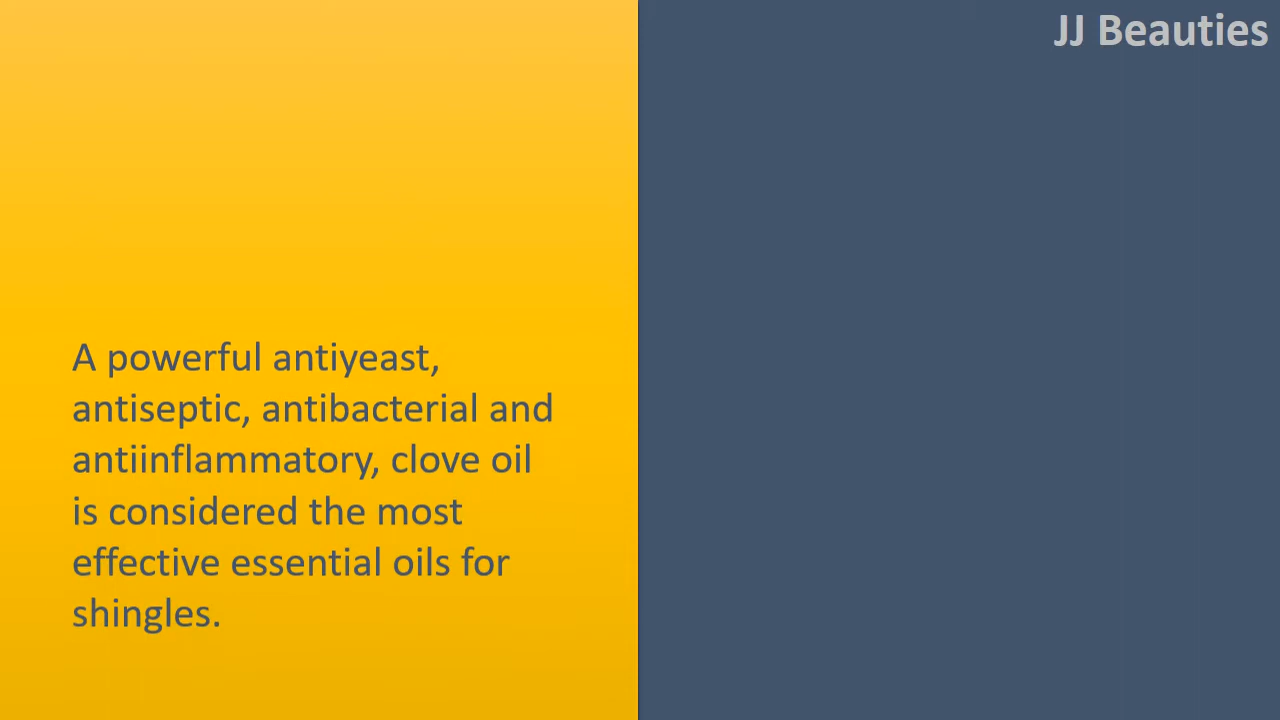 JJ Beauties
A powerful antiyeast,
antiseptic, antibacterial and
antiinflammatory, clove oil
is considered the most
effective essential oils for
shingles.